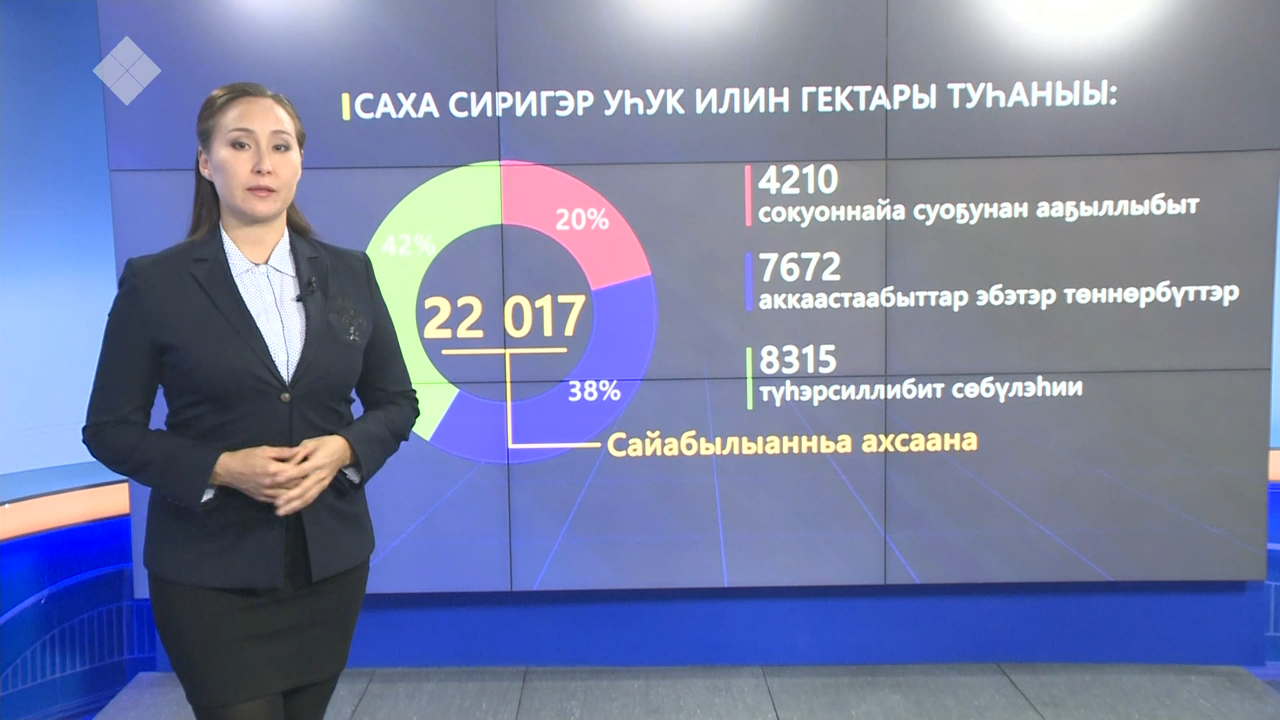 САХА СИРИГЭР УҺУК ИЛИН ГЕКТАРЫ ТУҺАНЫЫ:
42%
20%
38%
22 017
4210
сокуоннайа суоҕунан ааҕыллыбыт
7672
аккаастаабыттар эбэтэр төннөрбүттэр
8315
түһэрсиллибит сөбүлэһии
Сайабылыанньа ахсаана